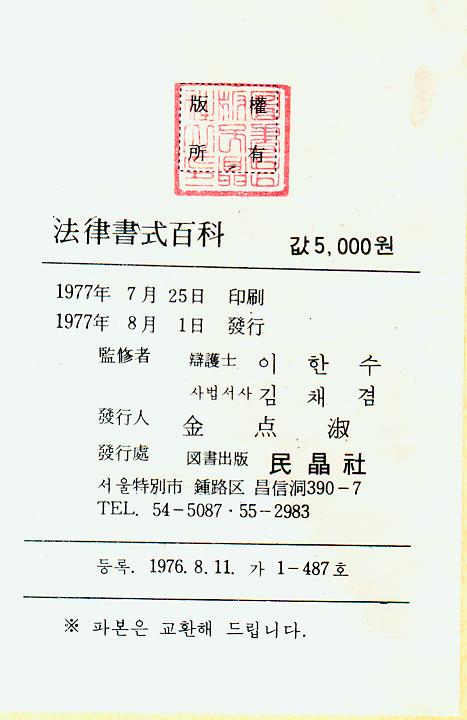 版權
所有
法律書式百科 값5,000원
1977年 7月 25日 印刷
1977年 8月 1日 發行
監修者 辯護士 이한수
사법서사 김채겸
發行人 金点淑
發行處 図書出版 民晶社
서울特別市 鍾路区 昌信洞390-7
TEL. 54-5087·55-2983
등록. 1976.8.11. 가 1-487호
※ 파본은 교환해 드립니다.